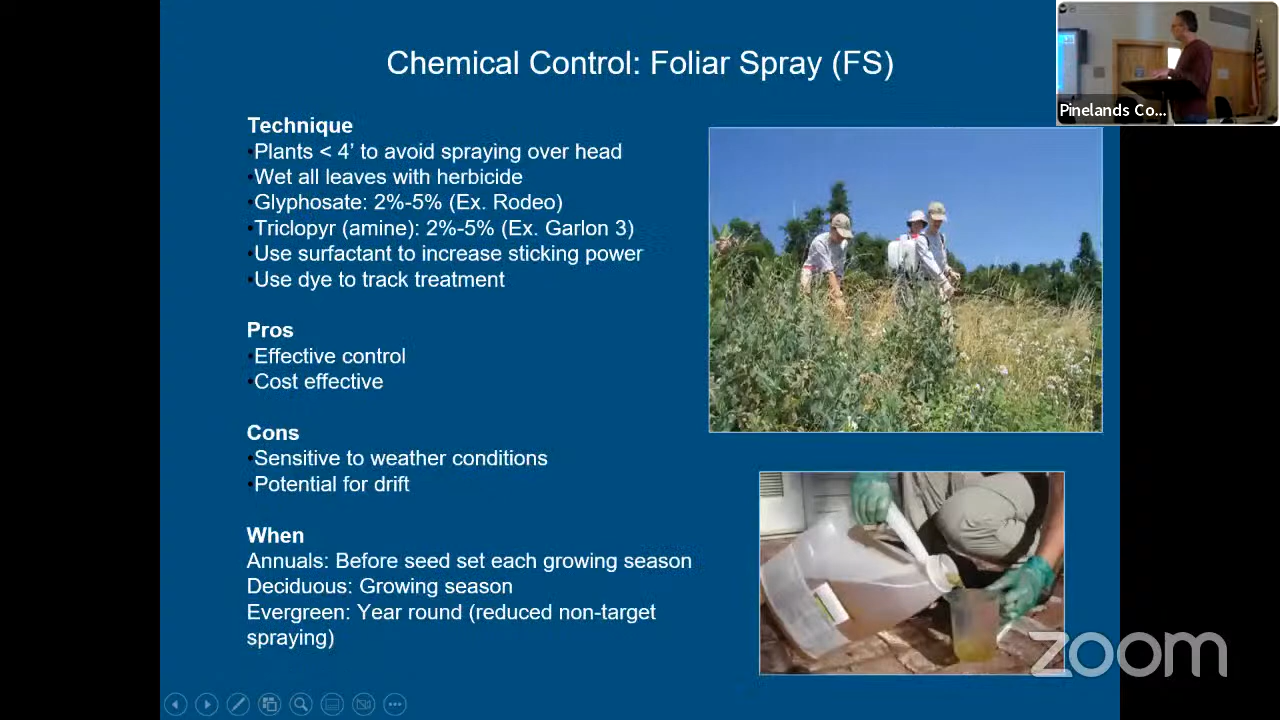 Chemical Control: Foliar Spray (FS)
Pinelands Co...
Technique
•Plants < 4’ to avoid spraying over head
•Wet all leaves with herbicide
•Glyphosate: 2%-5% (Ex. Rodeo)
•Triclopyr (amine): 2%-5% (Ex. Garlon 3)
•Use surfactant to increase sticking power
•Use dye to track treatment
Pros
•Effective control
•Cost effective
Cons
•Sensitive to weather conditions
•Potential for drift
When
Annuals: Before seed set each growing season
Deciduous: Growing season
Evergreen: Year round (reduced non-target
spraying)
zoom